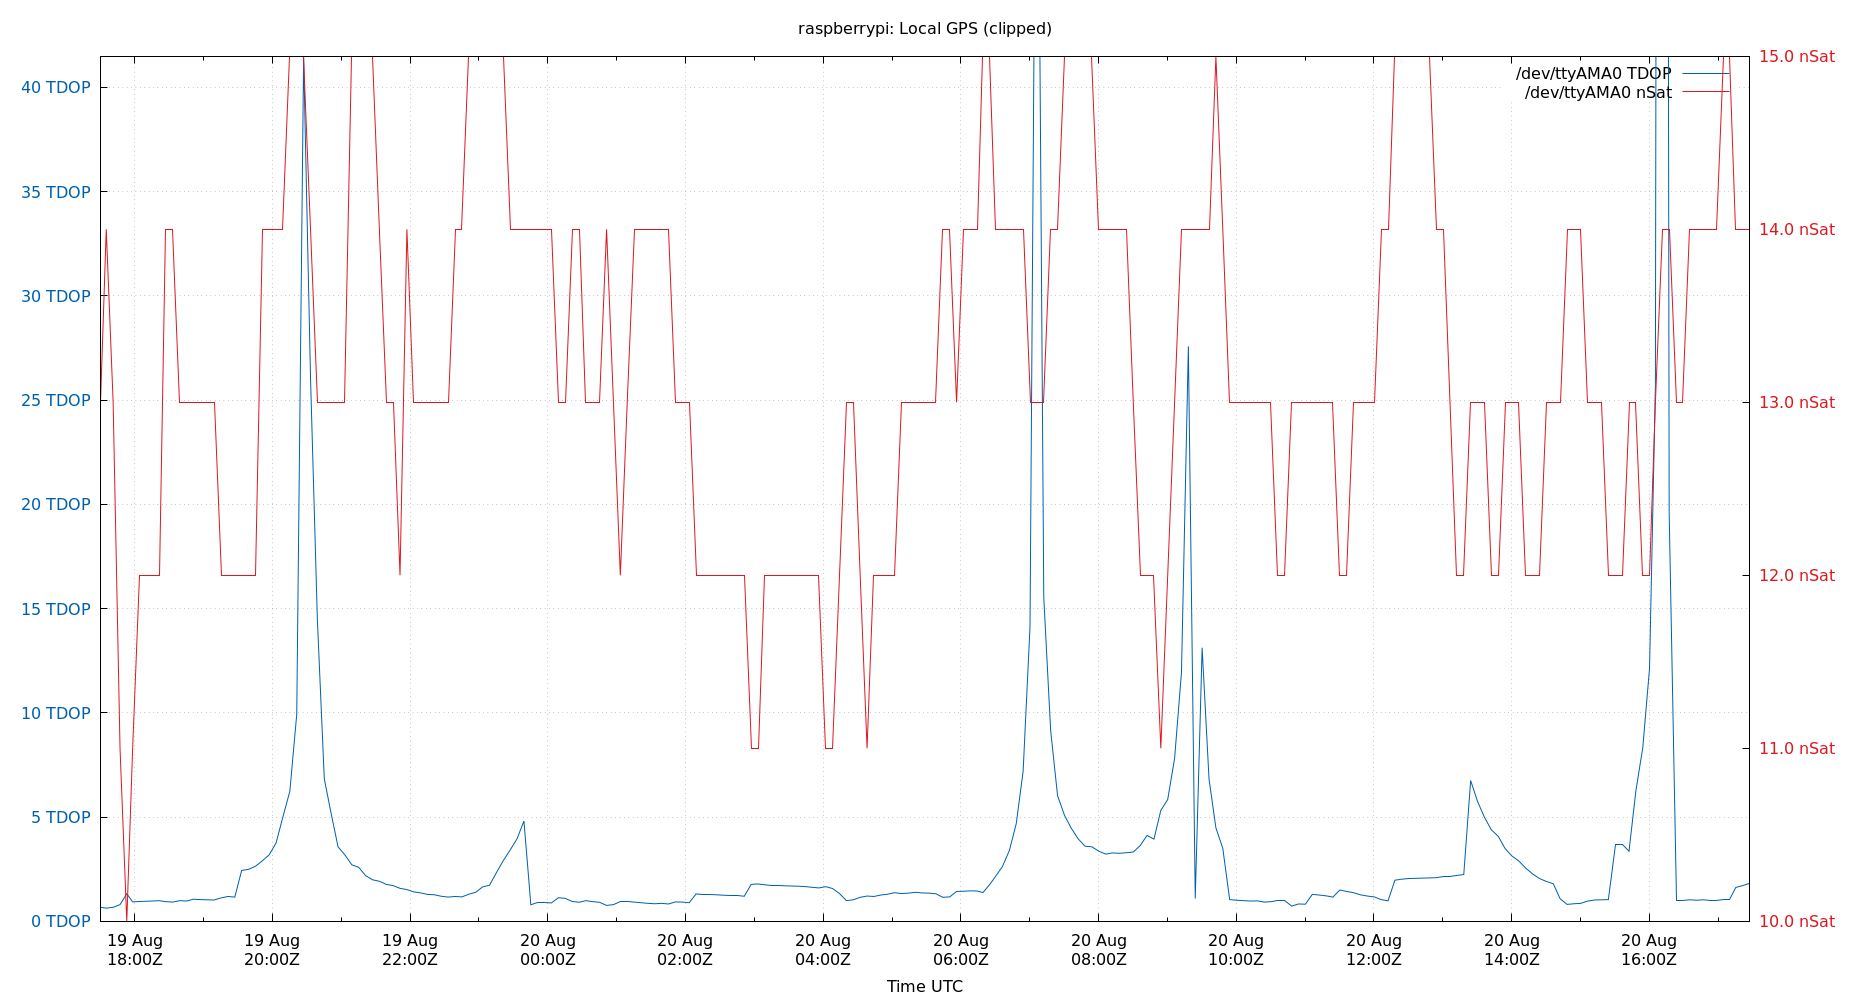 raspberrypi: Local GPS (clipped)
/dev/ttyAMA0 TDOP
/dev/ttyAMA0 nSat
40 TDOP
35 TDOP
30 TDOP
25 TDOP
20 TDOP
15 TDOP
10 TDOP
5 TDOP
0 TDOP
15.0 nSat
14.0 nSat
13.0 nSat
12.0 nSat
11.0 nSat
10.0 nSat
19 Aug 19 Aug 19 Aug 20 Aug 20 Aug 20 Aug 20 Aug 20 Aug 20 Aug 20 Aug 20 Aug 20 Aug
18:00Z 20:00Z 22:00Z 00:00Z 02:00Z 04:00Z 06:00Z 08:00Z 10:00Z 12:00Z 14:00Z 16:00Z
Time UTC